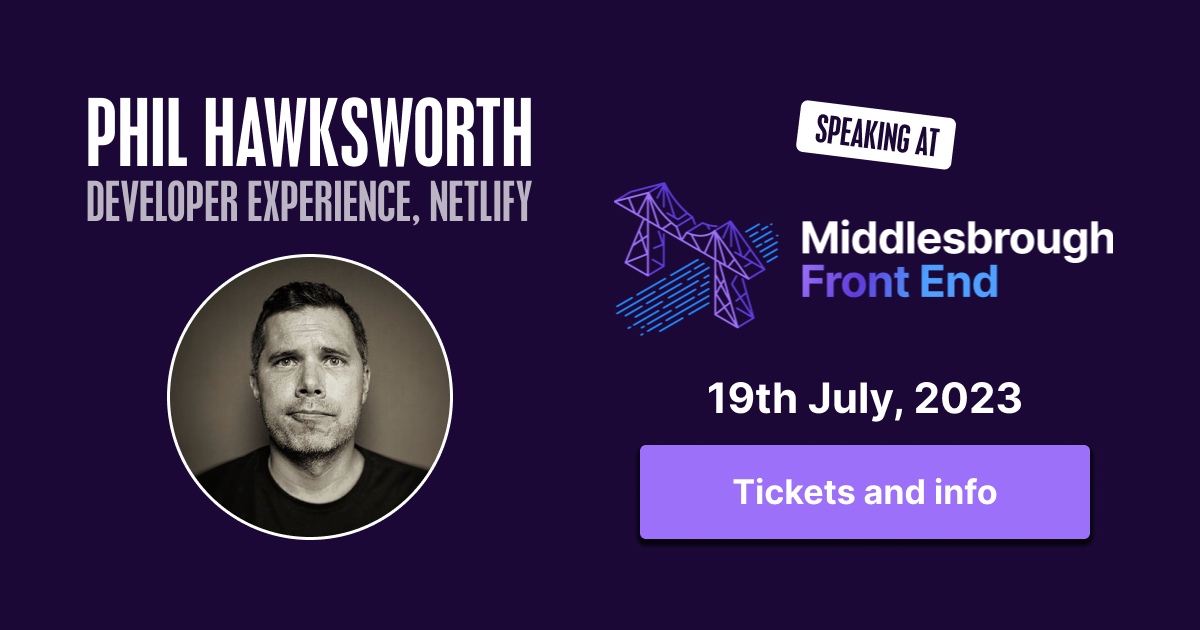 PHIL HAWKSWORTH
DEVELOPER EXPERIENCE, NETLIFY
SPEAKING AT
Middlesbrough
Front End
19th July, 2023
Tickets and info